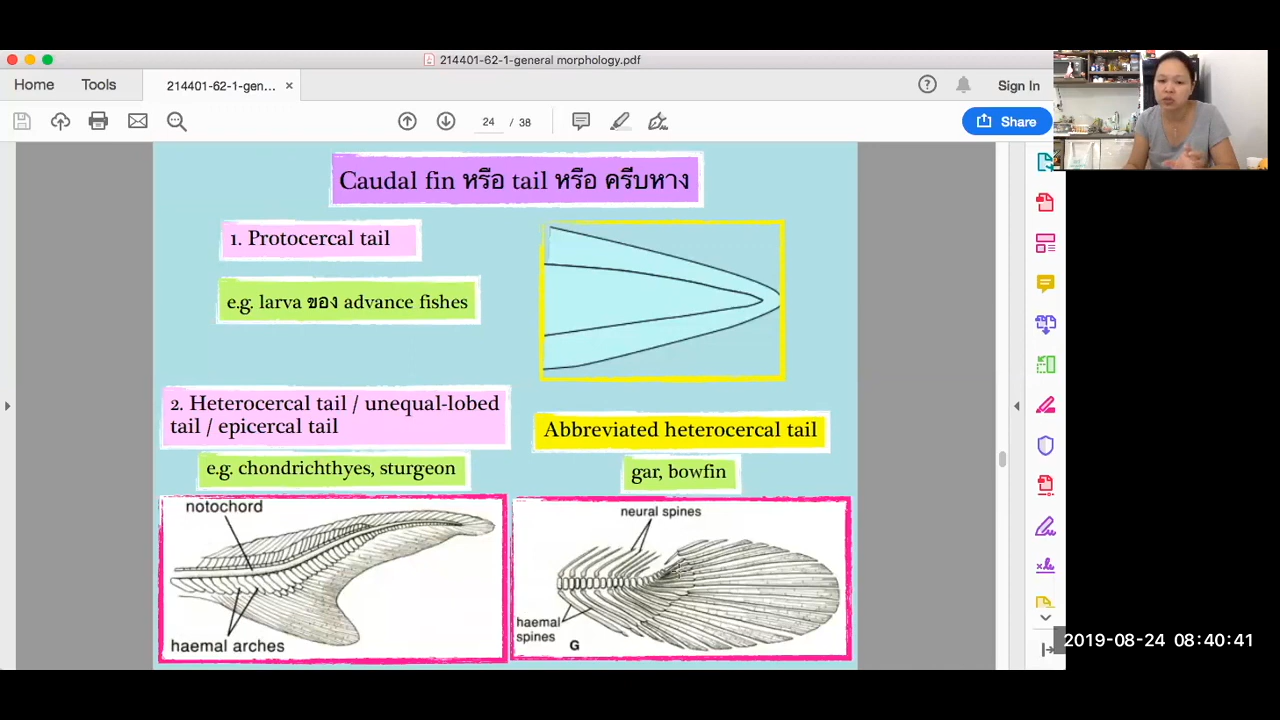 214401-62-1-general morphology.pdf
Home
Tools
214401-62-1-gen...
×
Sign In
24 / 38
Share
Caudal fin หรือ tail หรือ ครีบหาง
1. Protocercal tail
e.g. larva ของ advance fishes
2. Heterocercal tail / unequal-lobed
tail / epicercal tail
Abbreviated heterocercal tail
e.g. chondrichthyes, sturgeon
gar, bowfin
notochord
haemal arches
neural spines
haemal
spines
G
2019-08-24 08:40:41